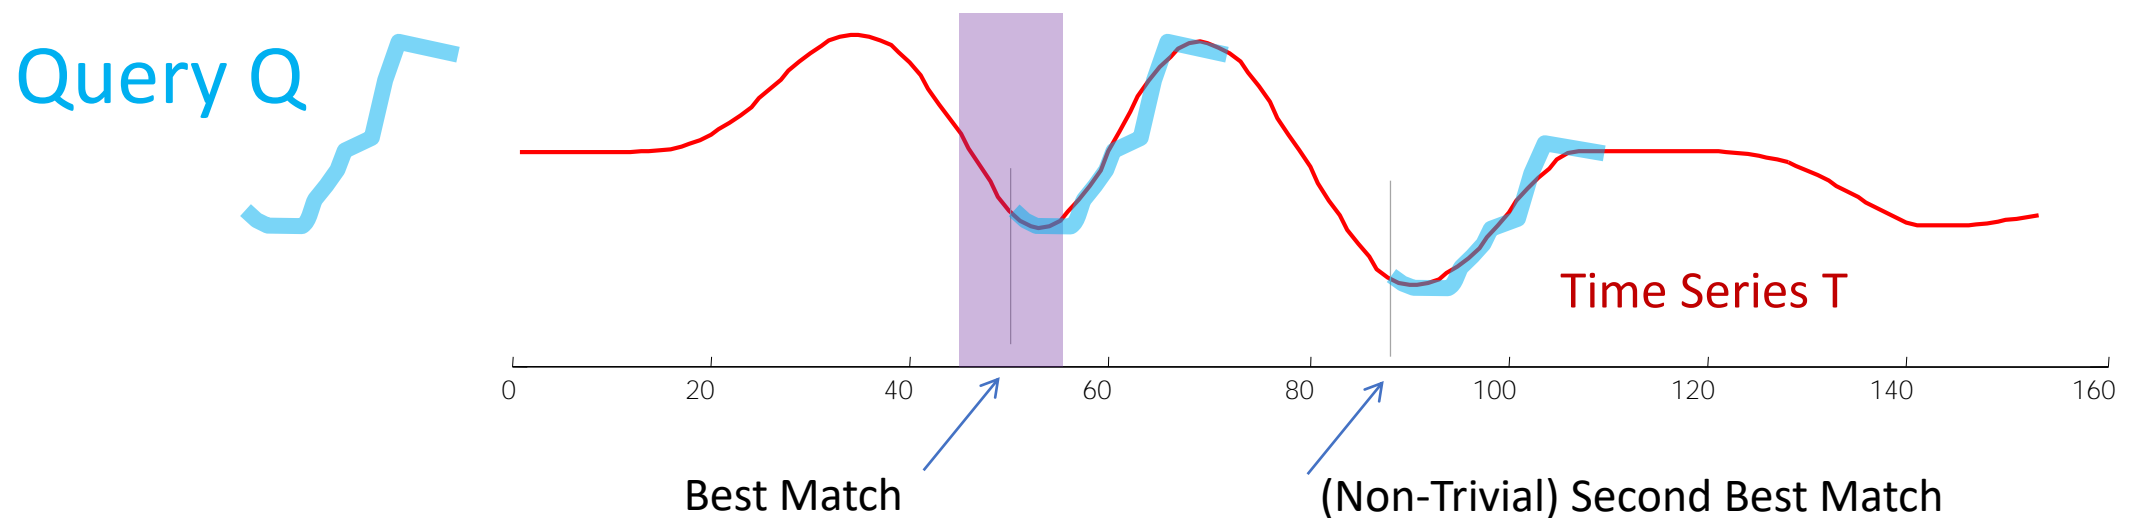 Query Q
Time Series T
0 20 40 60 80 100 120 140 160
Best Match
(Non-Trivial) Second Best Match